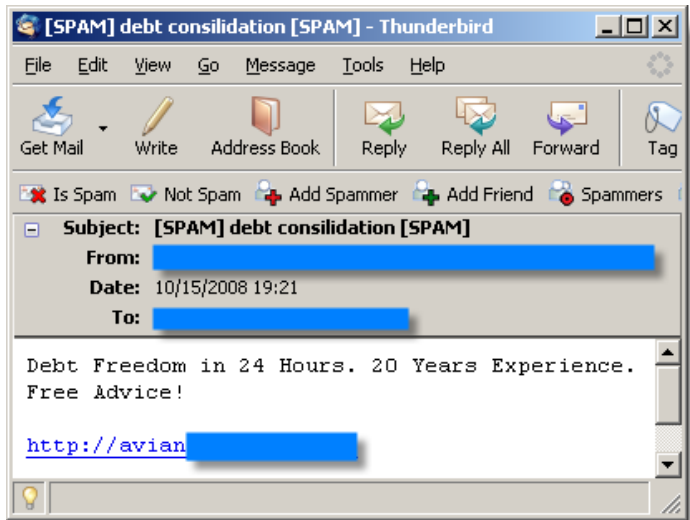 [SPAM] debt consilidation [SPAM] - Thunderbird
File Edit View Go Message Tools Help
Get Mail Write Address Book Reply Reply All Forward Tag
Is Spam Not Spam Add Spammer Add Friend Spammers
Subject: [SPAM] debt consilidation [SPAM]
From:
Date: 10/15/2008 19:21
To:
Debt Freedom in 24 Hours. 20 Years Experience.
Free Advice!
http://avian